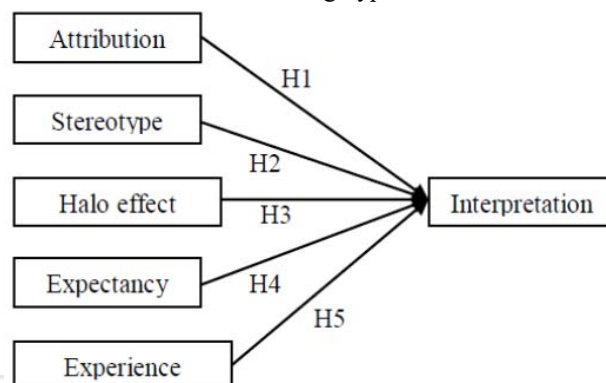 Attribution
H1
Stereotype
H2
Halo effect
H3
Interpretation
Expectancy
H4
H5
Experience